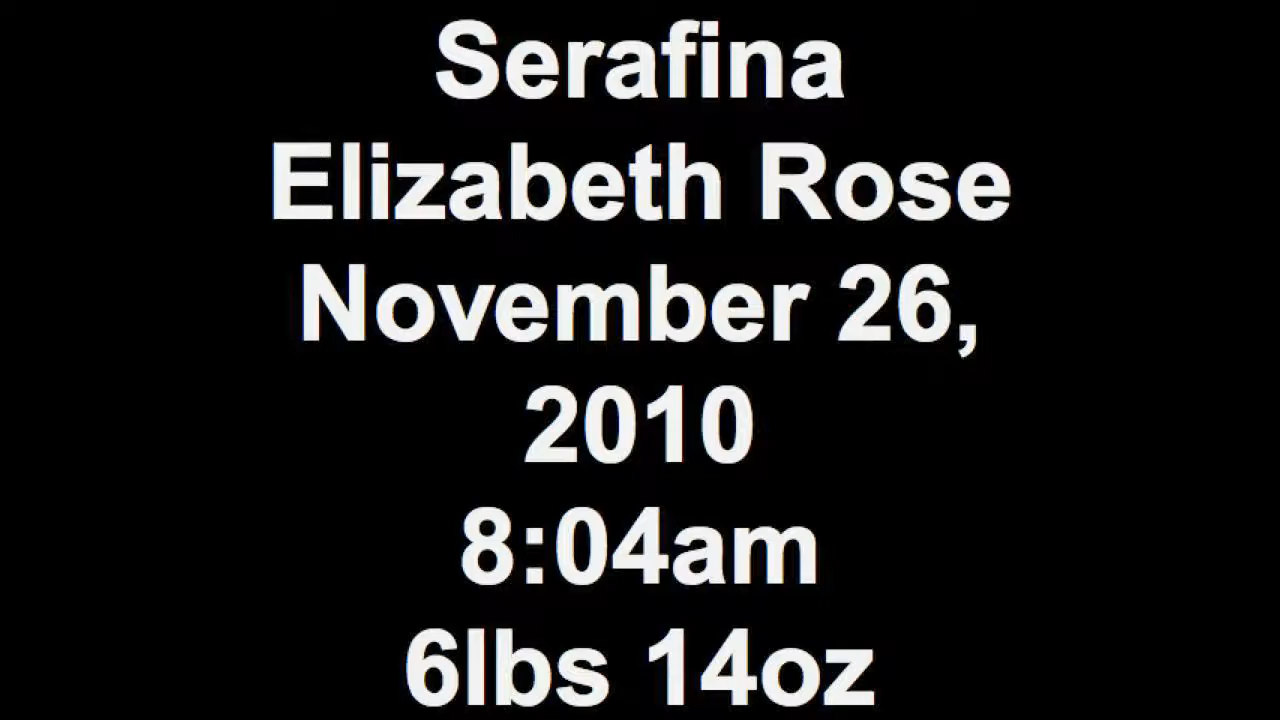 Serafina
Elizabeth Rose
November 26,
2010
8:04am
6lbs 14oz